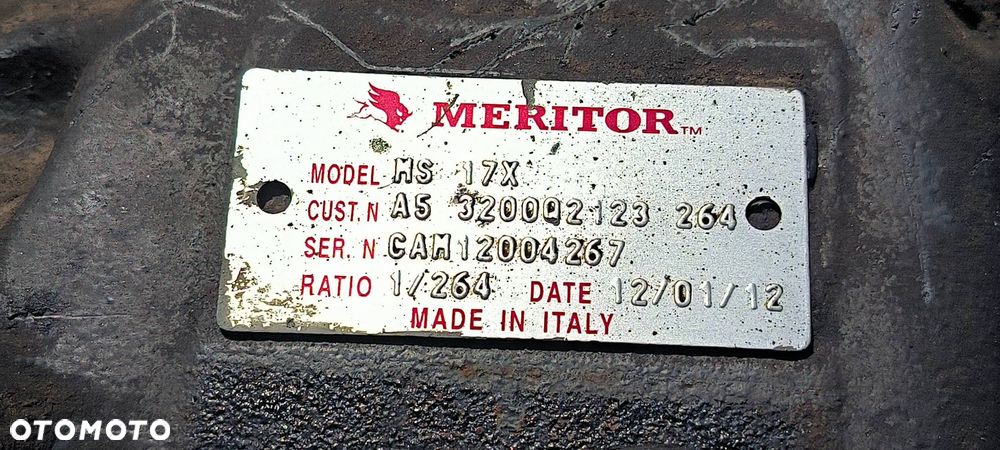 MERITOR™
MODEL MS 17X
CUST.N A5 3200Q2123 264
SER. N CAM12004267
RATIO 1/264 DATE 12/01/12
MADE IN ITALY
OTOMOTO